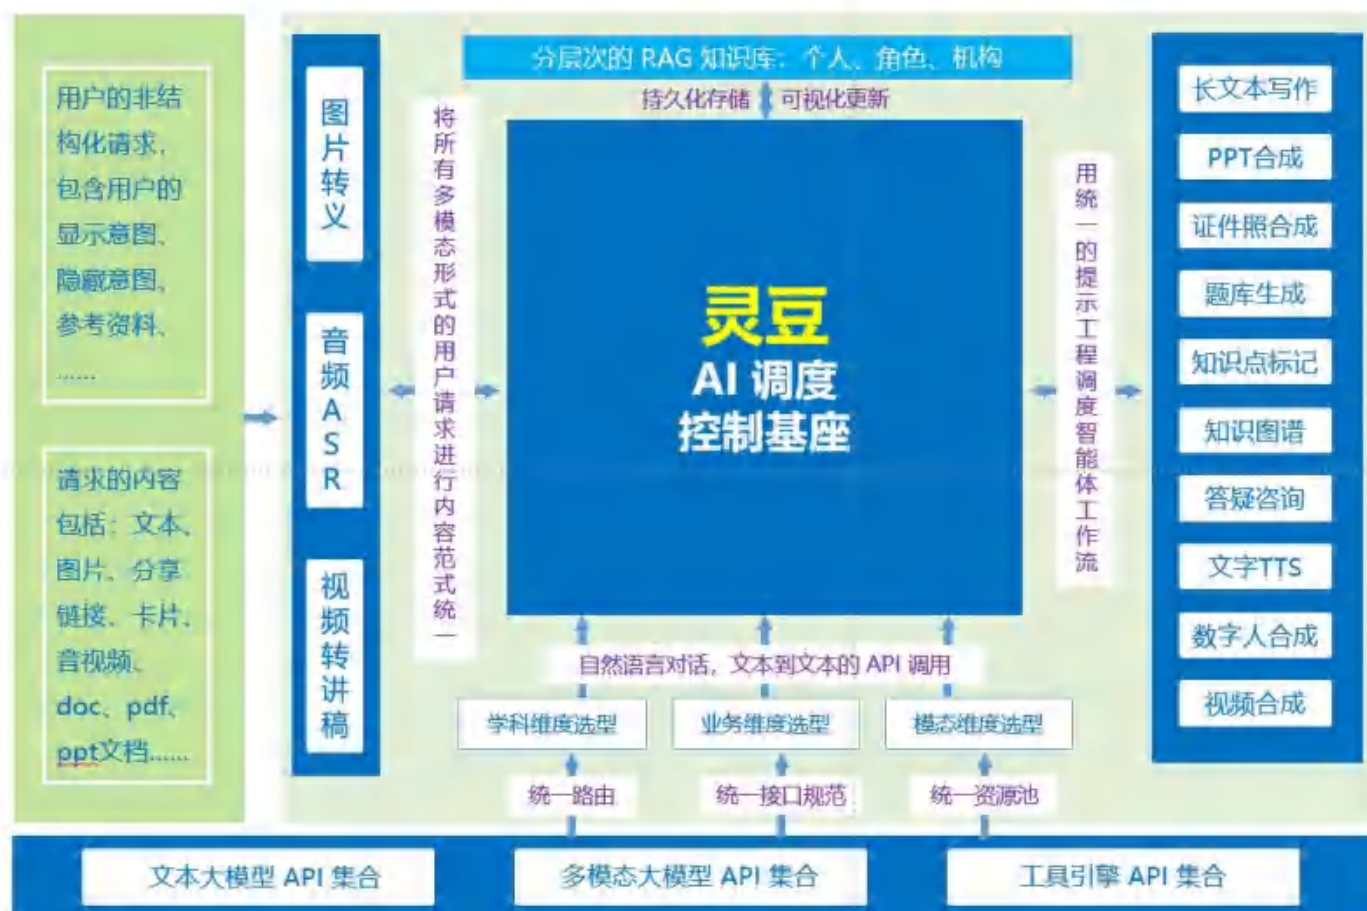 用户的非结
构化请求，
包含用户的
显示意图、
隐藏意图、
参考资料、
……
请求的内容
包括：文本、
图片、分享
链接、卡片、
音视频、
doc、pdf、
ppt文档……
图片转义
音频ASR
视频转讲稿
将所有多模态形式的用户请求进行内容范式统一
分层次的 RAG 知识库：个人、角色、机构
持久化存储 可视化更新
灵豆
AI 调度
控制基座
自然语言对话，文本到文本的 API 调用
学科维度选型 业务维度选型 模态维度选型
统一路由 统一接口规范 统一资源池
用统一的提示工程调度智能体工作流
长文本写作
PPT合成
证件照合成
题库生成
知识点标记
知识图谱
答疑咨询
文字TTS
数字人合成
视频合成
文本大模型 API 集合 多模态大模型 API 集合 工具引擎 API 集合